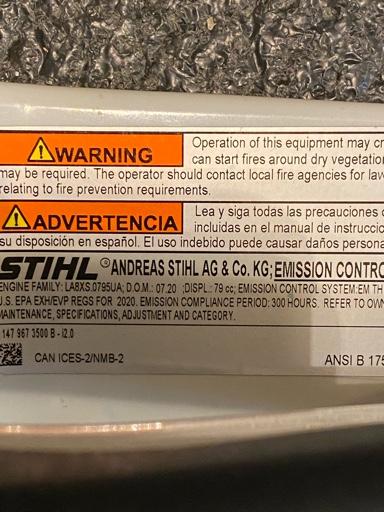 WARNING
Operation of this equipment may cr
can start fires around dry vegetation
may be required. The operator should contact local fire agencies for law
relating to fire prevention requirements.
ADVERTENCIA
Lea y siga todas las precauciones d
incluidas en el manual de instruccio
su disposición en español. El uso indebido puede causar daños persona
STIHL® ANDREAS STIHL AG & Co. KG; EMISSION CONTRO
ENGINE FAMILY: LA8XS.0795UA; D.O.M.: 07.20 ;DISPL.: 79 cc; EMISSION CONTROL SYSTEM:EM TH
U.S. EPA EXH/EVP REGS FOR 2020. EMISSION COMPLIANCE PERIOD: 300 HOURS. REFER TO OWN
MAINTENANCE, SPECIFICATIONS, ADJUSTMENT AND CATEGORY.
147 967 3500 B - i2.0
CAN ICES-2/NMB-2
ANSI B 175